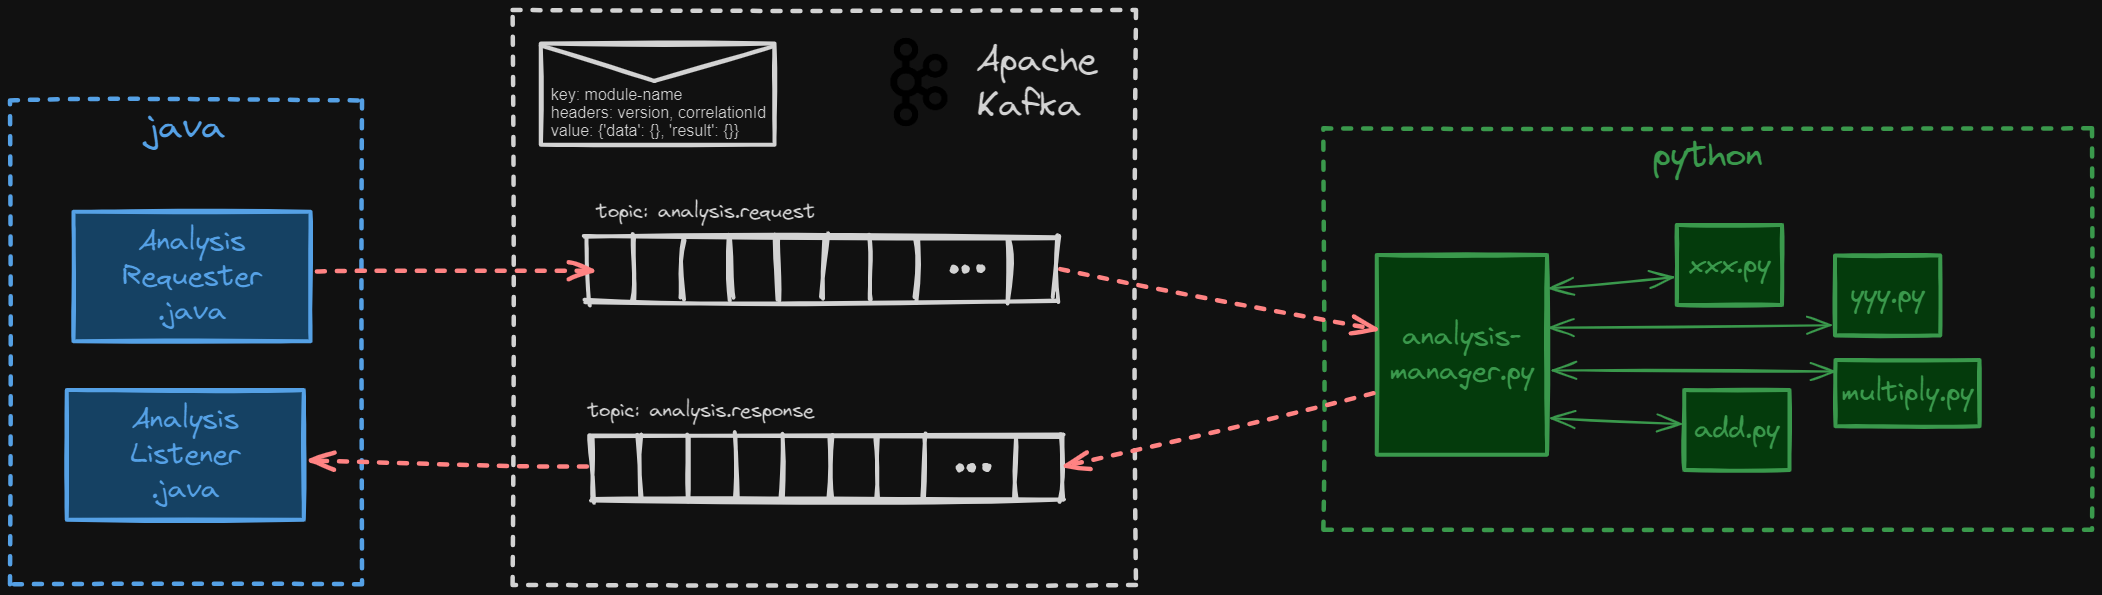 java
Analysis
Requester
.java
Analysis
Listener
.java
key: module-name
headers: version, correlationId
value: {'data': {}, 'result': {}}
Apache
Kafka
topic: analysis.request
topic: analysis.response
python
analysis-
manager.py
xxx.py
yyy.py
multiply.py
add.py